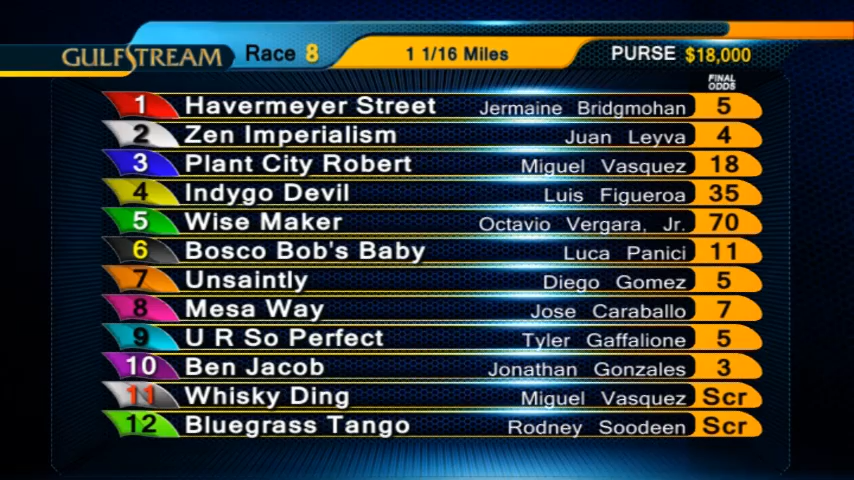 GULFSTREAM Race 8 1 1/16 Miles PURSE $18,000
FINAL
ODDS
1 Havermeyer Street Jermaine Bridgmohan 5
2 Zen Imperialism Juan Leyva 4
3 Plant City Robert Miguel Vasquez 18
4 Indygo Devil Luis Figueroa 35
5 Wise Maker Octavio Vergara, Jr. 70
6 Bosco Bob's Baby Luca Panici 11
7 Unsaintly Diego Gomez 5
8 Mesa Way Jose Caraballo 7
9 U R So Perfect Tyler Gaffalione 5
10 Ben Jacob Jonathan Gonzales 3
11 Whisky Ding Miguel Vasquez Scr
12 Bluegrass Tango Rodney Soodeen Scr